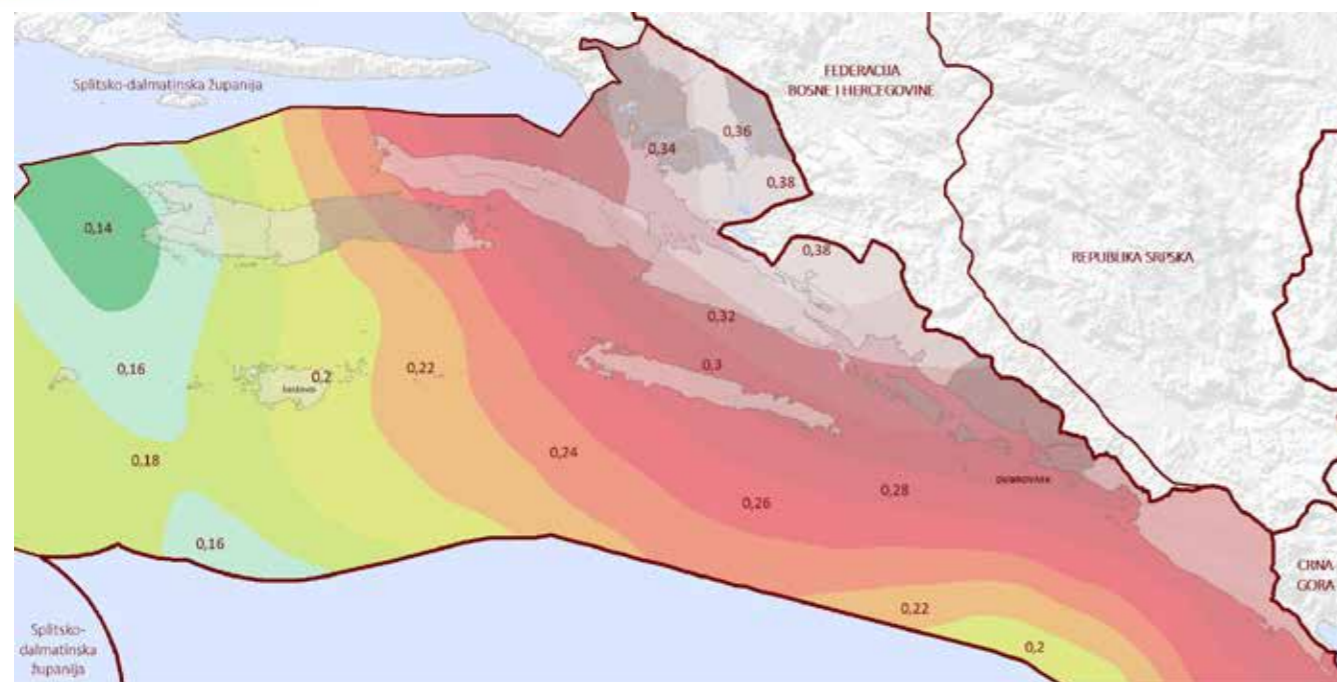 Splitsko-dalmatinska županija
FEDERACIJA
BOSNE I HERCEGOVINE
0,36
0,34
0,38
0,14
0,38
REPUBLIKA SRPSKA
0,32
0,16
0,3
0,22
0,2
0,24
0,18
0,28
DUBROVNIK
0,26
0,16
CRNA
GORA
0,22
Splitsko-
dalmatinska
županija
0,2